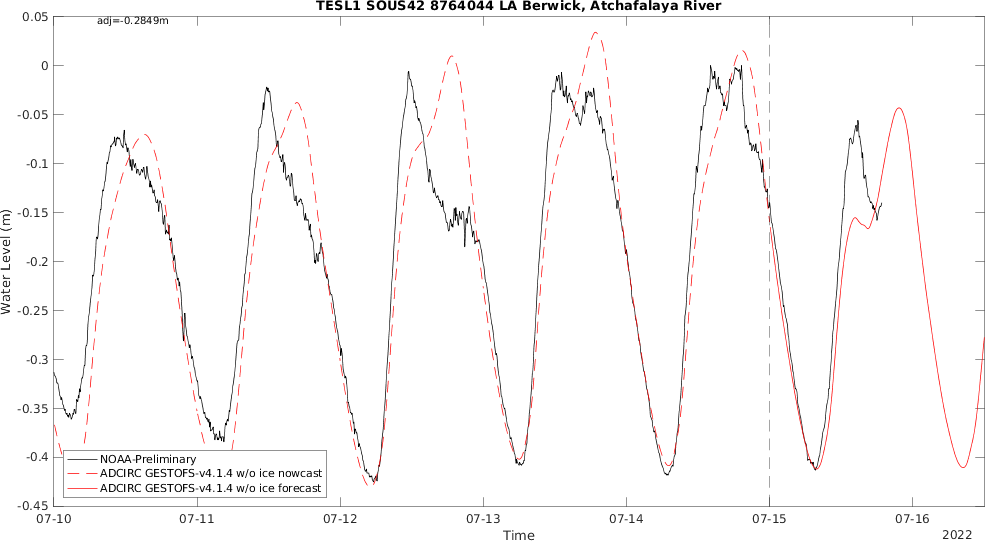 TESL1 SOUS42 8764044 LA Berwick, Atchafalaya River
adj=-0.2849m
0.05
0
-0.05
-0.1
-0.15
-0.2
-0.25
-0.3
-0.35
-0.4
-0.45
Water Level (m)
NOAA-Preliminary
ADCIRC GESTOFS-v4.1.4 w/o ice nowcast
ADCIRC GESTOFS-v4.1.4 w/o ice forecast
07-10 07-11 07-12 07-13 07-14 07-15 07-16
Time
2022